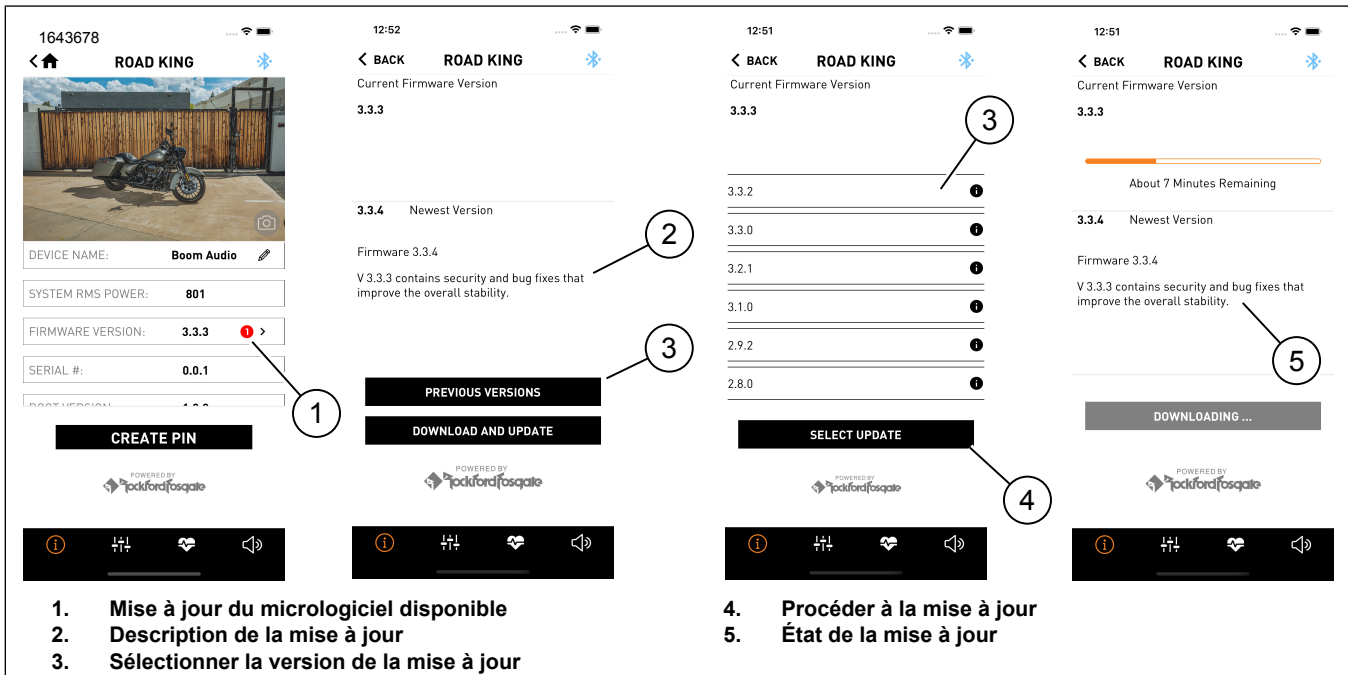 1643678
ROAD KING
DEVICE NAME: Boom Audio
SYSTEM RMS POWER: 801
FIRMWARE VERSION: 3.3.3 1 >
SERIAL #: 0.0.1
1
CREATE PIN
POWERED BY
Rockford Fosgate
12:52
< BACK ROAD KING
Current Firmware Version
3.3.3
3.3.4 Newest Version
2
Firmware 3.3.4
V 3.3.3 contains security and bug fixes that
improve the overall stability.
3
PREVIOUS VERSIONS
DOWNLOAD AND UPDATE
POWERED BY
Rockford Fosgate
12:51
< BACK ROAD KING
Current Firmware Version
3.3.3
3
3.3.2
3.3.0
3.2.1
3.1.0
2.9.2
2.8.0
SELECT UPDATE
4
POWERED BY
Rockford Fosgate
12:51
< BACK ROAD KING
Current Firmware Version
3.3.3
About 7 Minutes Remaining
3.3.4 Newest Version
Firmware 3.3.4
V 3.3.3 contains security and bug fixes that
improve the overall stability.
5
DOWNLOADING ...
POWERED BY
Rockford Fosgate
1. Mise à jour du micrologiciel disponible
2. Description de la mise à jour
3. Sélectionner la version de la mise à jour
4. Procéder à la mise à jour
5. État de la mise à jour